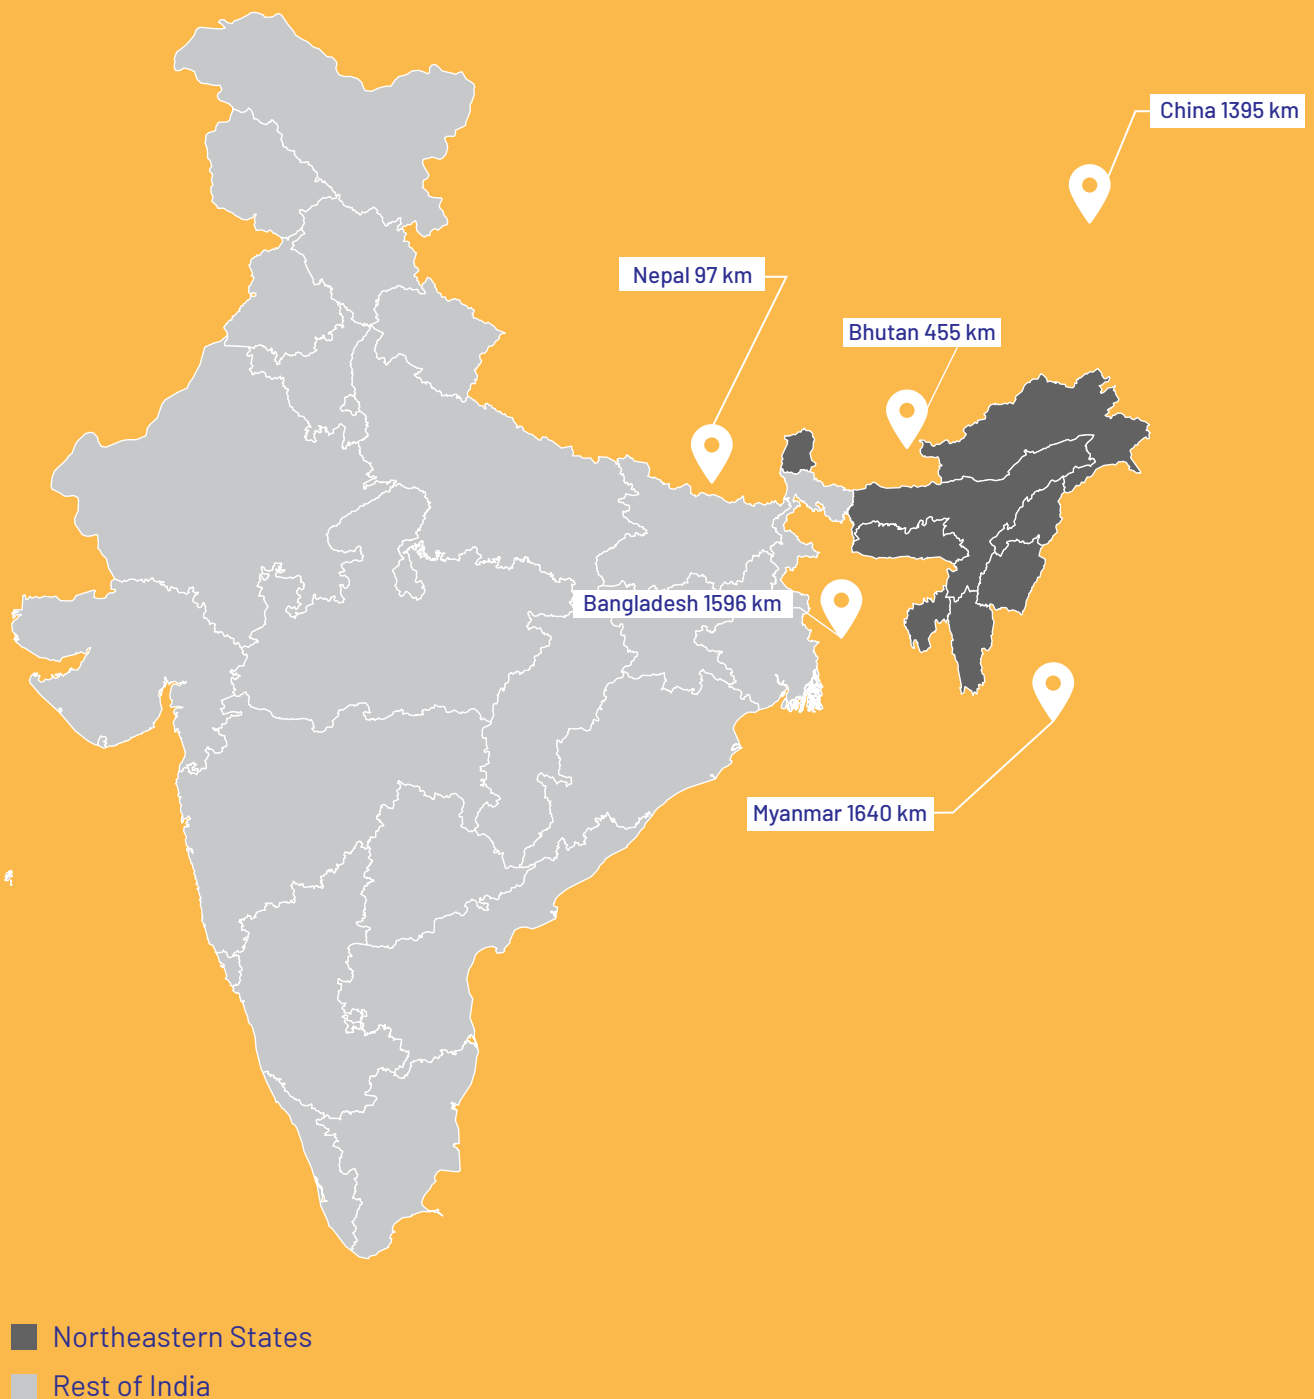 China 1395 km
Nepal 97 km
Bhutan 455 km
Bangladesh 1596 km
Myanmar 1640 km
Northeastern States
Rest of India